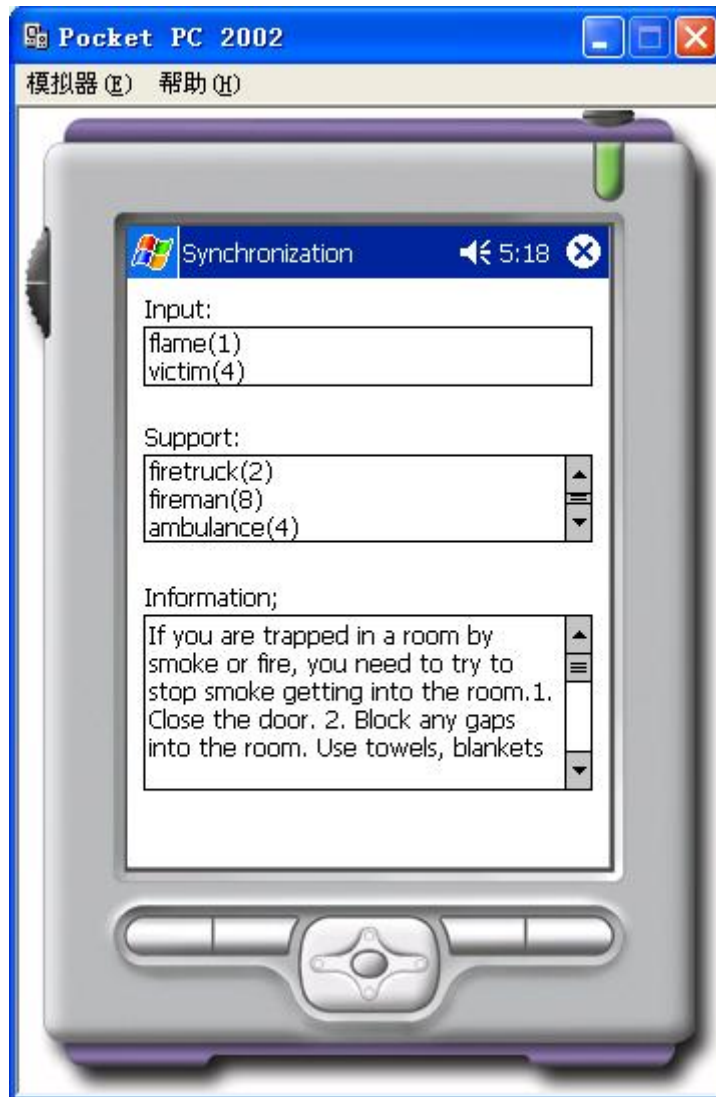 Pocket PC 2002
模拟器(E) 帮助(H)
Synchronization 5:18
Input:
flame(1)
victim(4)
Support:
firetruck(2)
fireman(8)
ambulance(4)
Information;
If you are trapped in a room by
smoke or fire, you need to try to
stop smoke getting into the room.1.
Close the door. 2. Block any gaps
into the room. Use towels, blankets